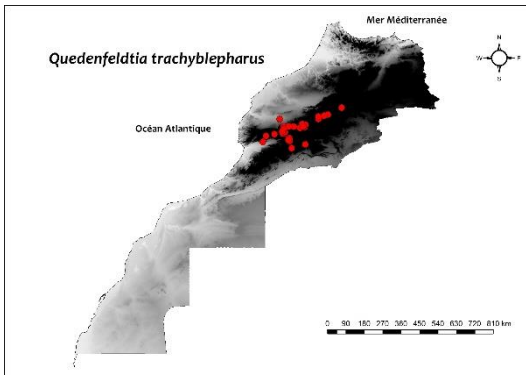 Mer Méditerranée
Quedenfeldtia trachyblepharus
N
W E
S
Océan Atlantique
0 90 180 270 360 450 540 630 720 810
km